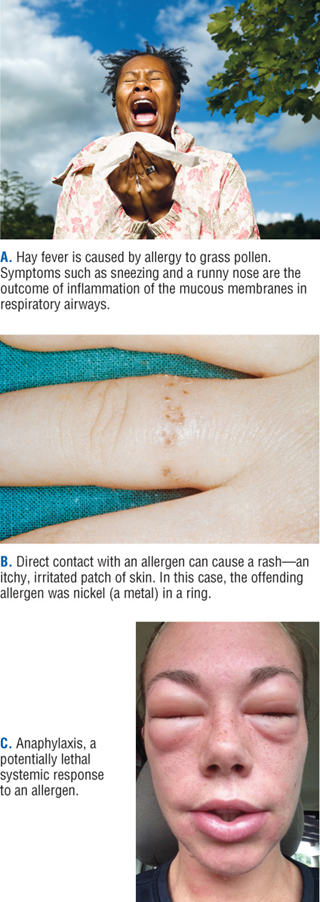 A. Hay fever is caused by allergy to grass pollen.
Symptoms such as sneezing and a runny nose are the
outcome of inflammation of the mucous membranes in
respiratory airways.
B. Direct contact with an allergen can cause a rash—an
itchy, irritated patch of skin. In this case, the offending
allergen was nickel (a metal) in a ring.
C. Anaphylaxis, a
potentially lethal
systemic response
to an allergen.